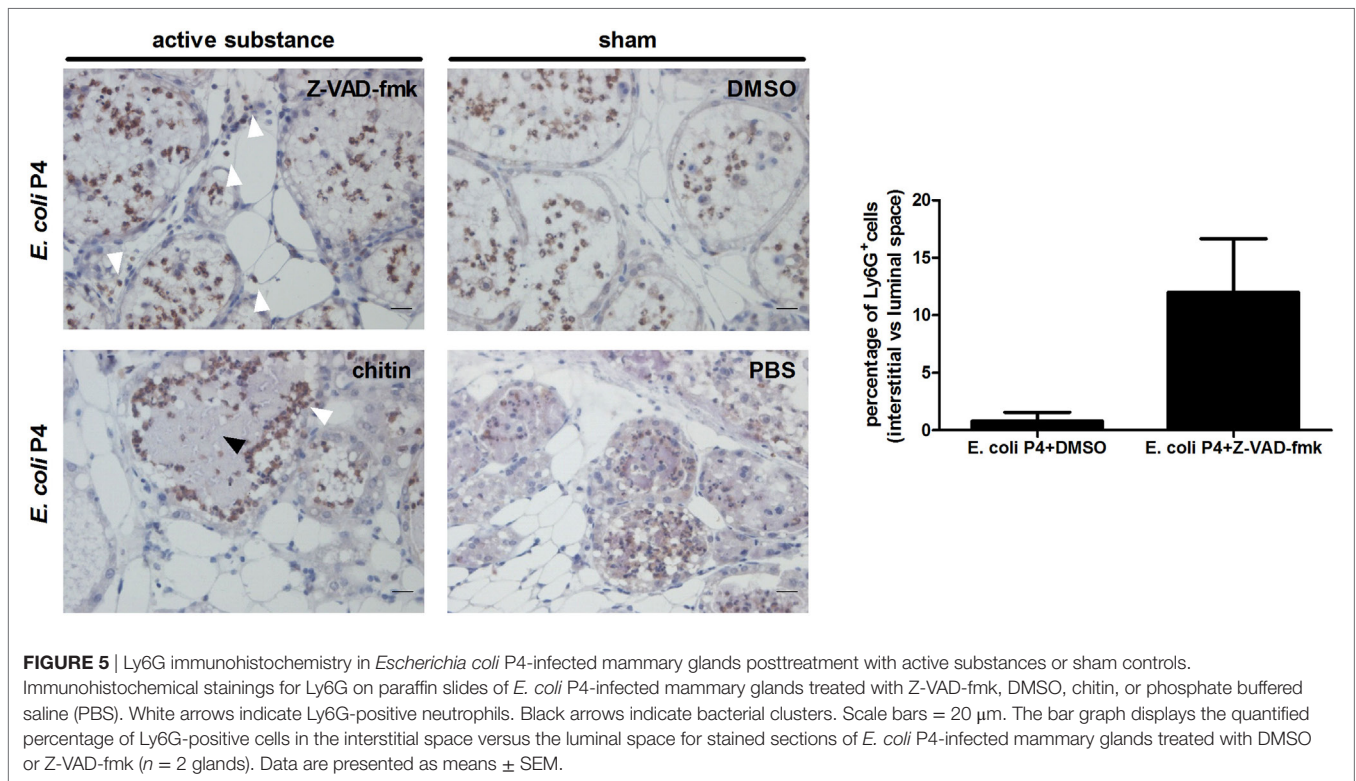 active substance
sham
E. coli P4
Z-VAD-fmk
DMSO
E. coli P4
chitin
PBS
percentage of Ly6G+cells
(interstitial vs luminal space)
20
15
10
5
0
E. coli P4+DMSO
E. coli P4+Z-VAD-fmk
FIGURE 5 | Ly6G immunohistochemistry in Escherichia coli P4-infected mammary glands posttreatment with active substances or sham controls.
Immunohistochemical stainings for Ly6G on paraffin slides of E. coli P4-infected mammary glands treated with Z-VAD-fmk, DMSO, chitin, or phosphate buffered
saline (PBS). White arrows indicate Ly6G-positive neutrophils. Black arrows indicate bacterial clusters. Scale bars = 20 μm. The bar graph displays the quantified
percentage of Ly6G-positive cells in the interstitial space versus the luminal space for stained sections of E. coli P4-infected mammary glands treated with DMSO
or Z-VAD-fmk (n = 2 glands). Data are presented as means ± SEM.